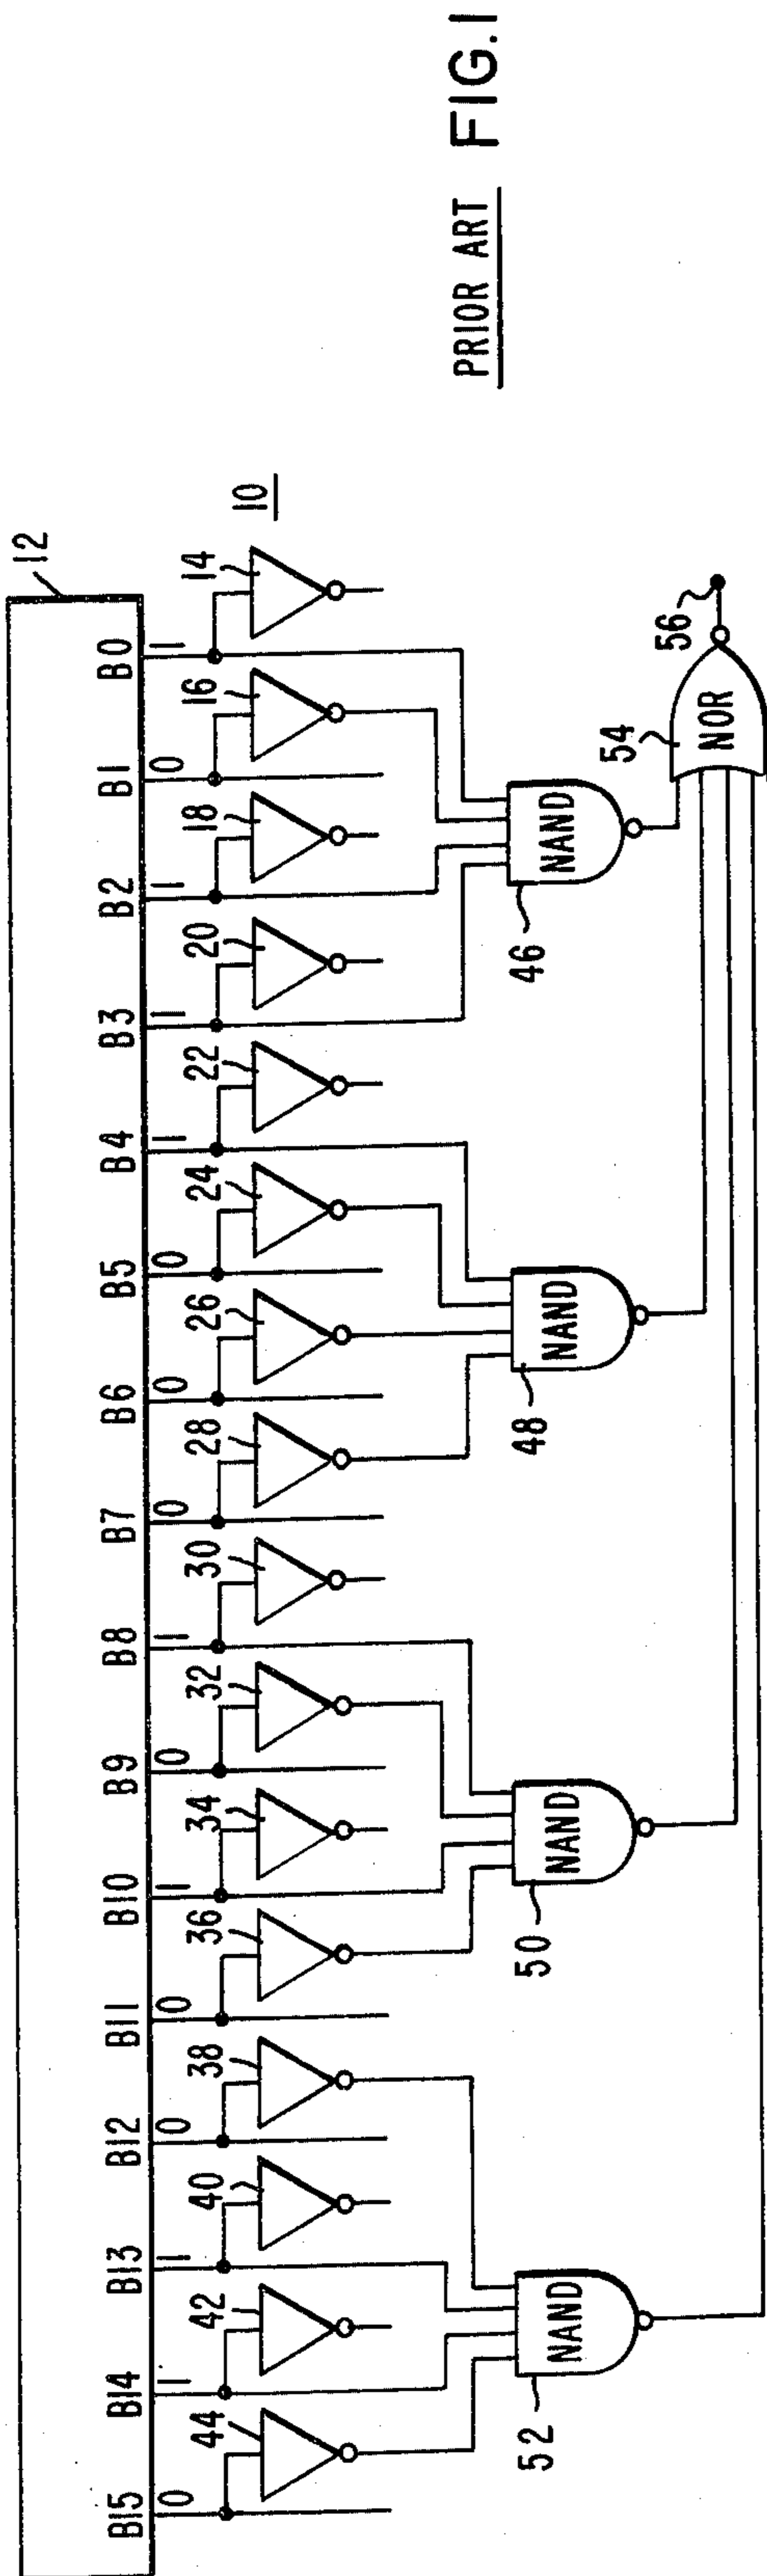 12
B15 B14 B13 B12 B11 B10 B9 B8 B7 B6 B5 B4 B3 B2 B1 B0
0 1 1 0 0 1 0 1 0 0 0 1 1 1 0 1
44 42 40 38 36 34 32 30 28 26 24 22 20 18 16 14
10
PRIOR ART
FIG.1
NAND NAND NAND NAND
52 50 48 46
54 56
NOR